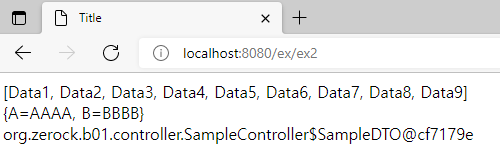 Title
localhost:8080/ex/ex2
[Data1, Data2, Data3, Data4, Data5, Data6, Data7, Data8, Data9]
{A=AAAA, B=BBBB}
org.zerock.b01.controller.SampleController$SampleDTO@cf7179e